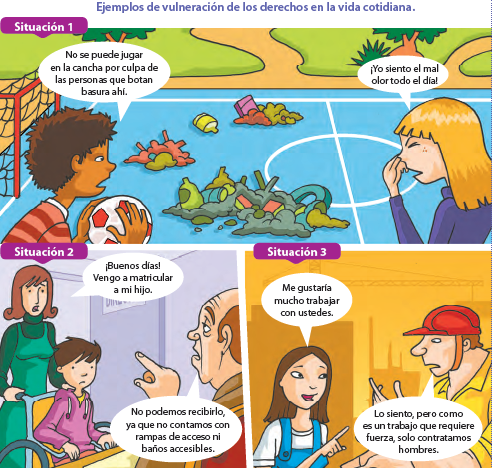 Ejemplos de vulneración de los derechos en la vida cotidiana.
Situación 1
No se puede jugar
en la cancha por culpa de
las personas que botan
basura ahí.
¡Yo siento el mal
olor todo el día!
Situación 2
¡Buenos días!
Vengo a matricular
a mi hijo.
No podemos recibirlo,
ya que no contamos con
rampas de acceso ni
baños accesibles.
Situación 3
Me gustaría
mucho trabajar
con ustedes.
Lo siento, pero como
es un trabajo que requiere
fuerza, solo contratamos
hombres.